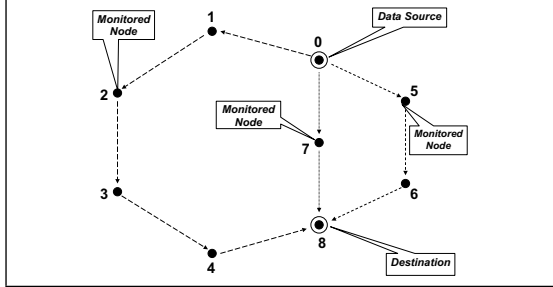 1
Monitored
Node
Data Source
0
2
5
Monitored
Node
7
Monitored
Node
3
6
8
4
Destination